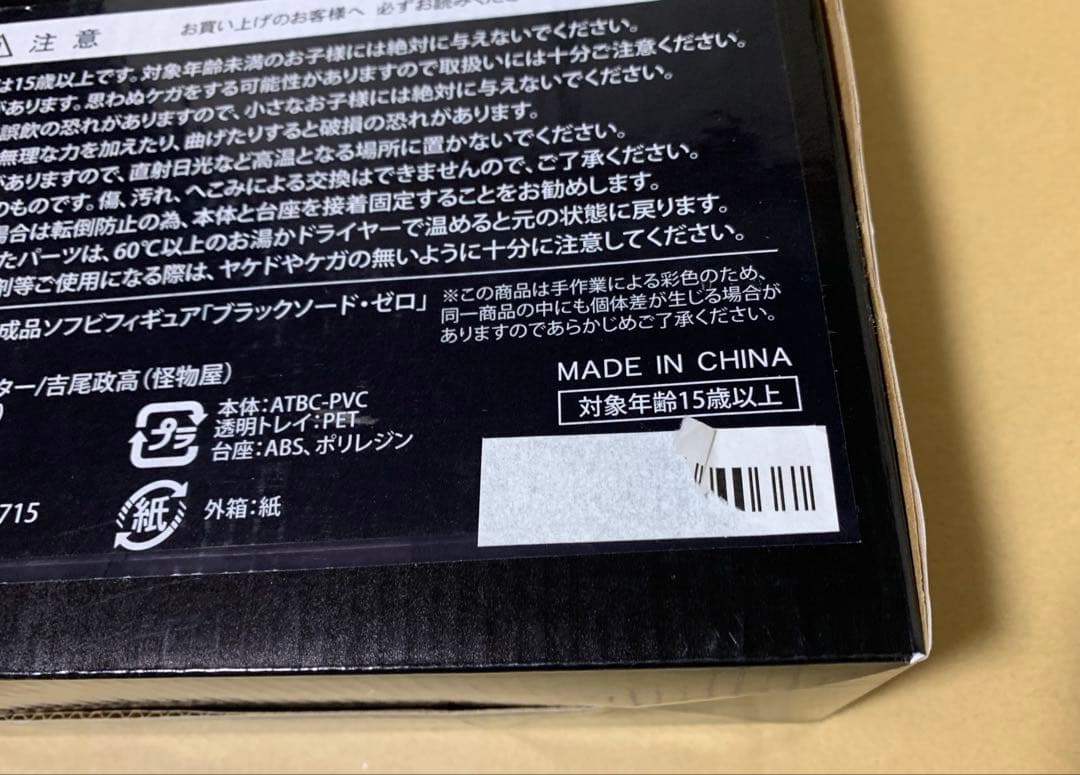 注意 お買い上げのお客様へ 必ずお読みくださ
は15歳以上です。対象年齢未満のお子様には絶対に与えないでください。
があります。思わぬケガをする可能性がありますので取扱いには十分ご注意ください。
誤飲の恐れがありますので、小さなお子様には絶対に与えないでください。
無理な力を加えたり、曲げたりすると破損の恐れがあります。
がありますので、直射日光など高温となる場所に置かないでください。
のものです。傷、汚れ、へこみによる交換はできませんので、ご了承ください。
場合は転倒防止の為、本体と台座を接着固定することをお勧めします。
たパーツは、60℃以上のお湯かドライヤーで温めると元の状態に戻ります。
剤等ご使用になる際は、ヤケドやケガの無いように十分に注意してください。
成品ソフビフィギュア「ブラックソード・ゼロ」
※この商品は手作業による彩色のため、
同一商品の中にも個体差が生じる場合が
ありますのであらかじめご了承ください。
ター/吉尾政高(怪物屋)
MADE IN CHINA
対象年齢15歳以上
プラ
本体:ATBC-PVC
透明トレイ:PET
台座:ABS、ポリレジン
715
紙
外箱:紙